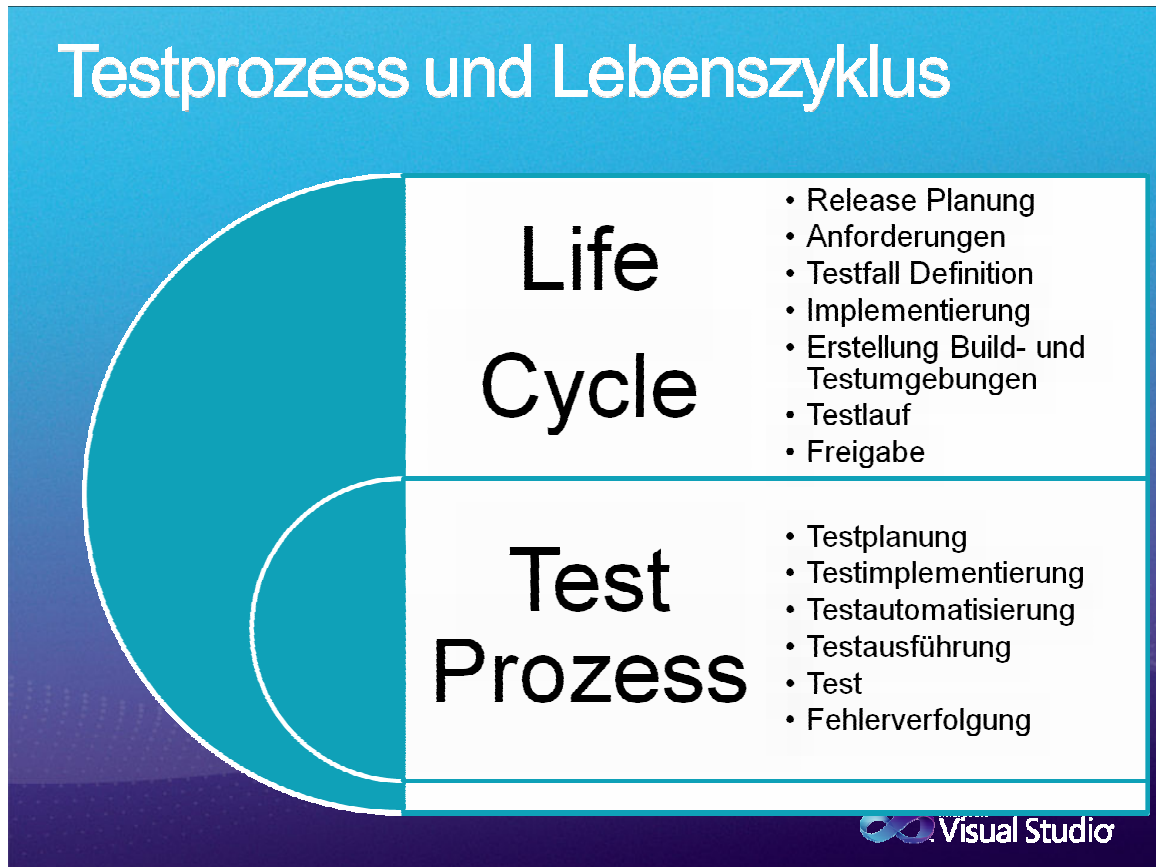 Testprozess und Lebenszyklus
Life
Cycle
• Release Planung
• Anforderungen
• Testfall Definition
• Implementierung
• Erstellung Build- und
Testumgebungen
• Testlauf
• Freigabe
Test
Prozess
• Testplanung
• Testimplementierung
• Testautomatisierung
• Testausführung
• Test
• Fehlerverfolgung
Visual Studio